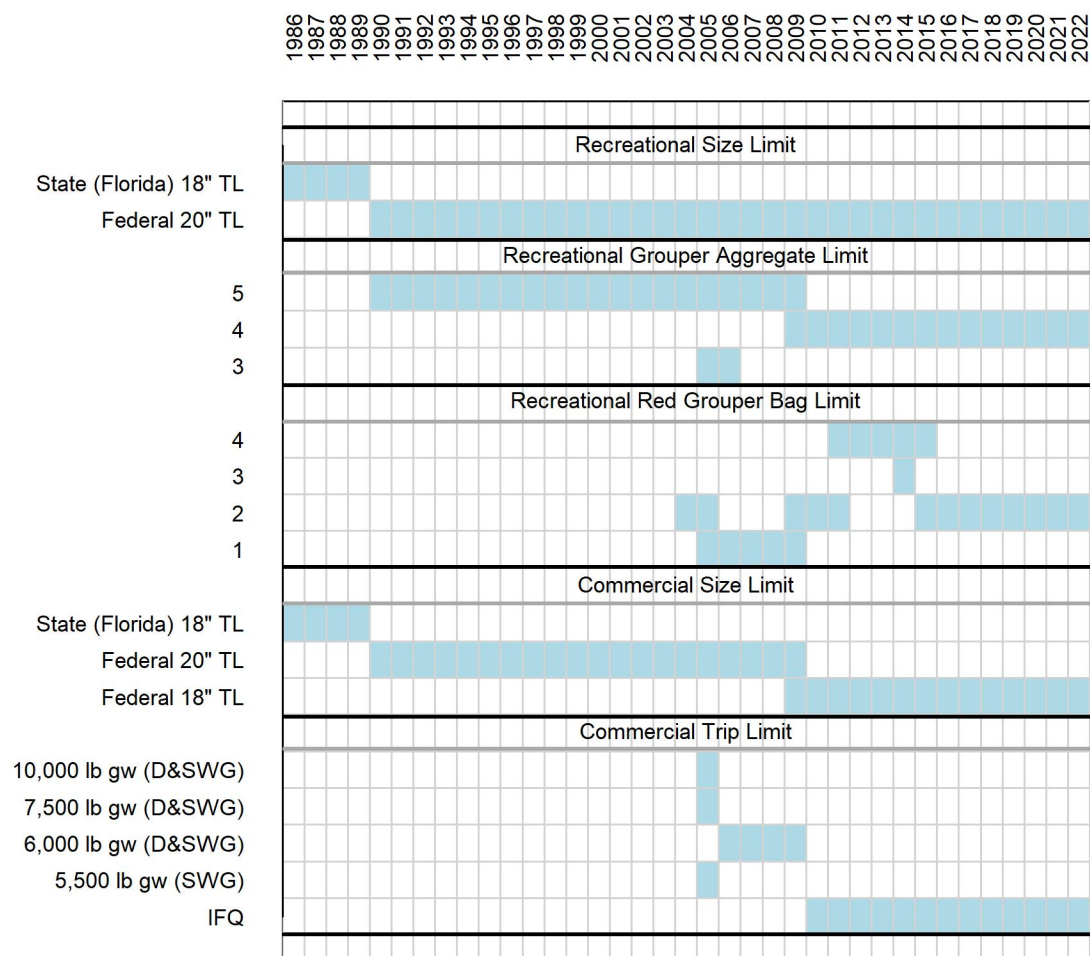 1986 1987 1988 1989 1990 1991 1992 1993 1994 1995 1996 1997 1998 1999 2000 2001 2002 2003 2004 2005 2006 2007 2008 2009 2010 2011 2012 2013 2014 2015 2016 2017 2018 2019 2020 2021 2022
Recreational Size Limit
State (Florida) 18" TL
Federal 20" TL
Recreational Grouper Aggregate Limit
5
4
3
Recreational Red Grouper Bag Limit
4
3
2
1
Commercial Size Limit
State (Florida) 18" TL
Federal 20" TL
Federal 18" TL
Commercial Trip Limit
10,000 lb gw (D&SWG)
7,500 lb gw (D&SWG)
6,000 lb gw (D&SWG)
5,500 lb gw (SWG)
IFQ